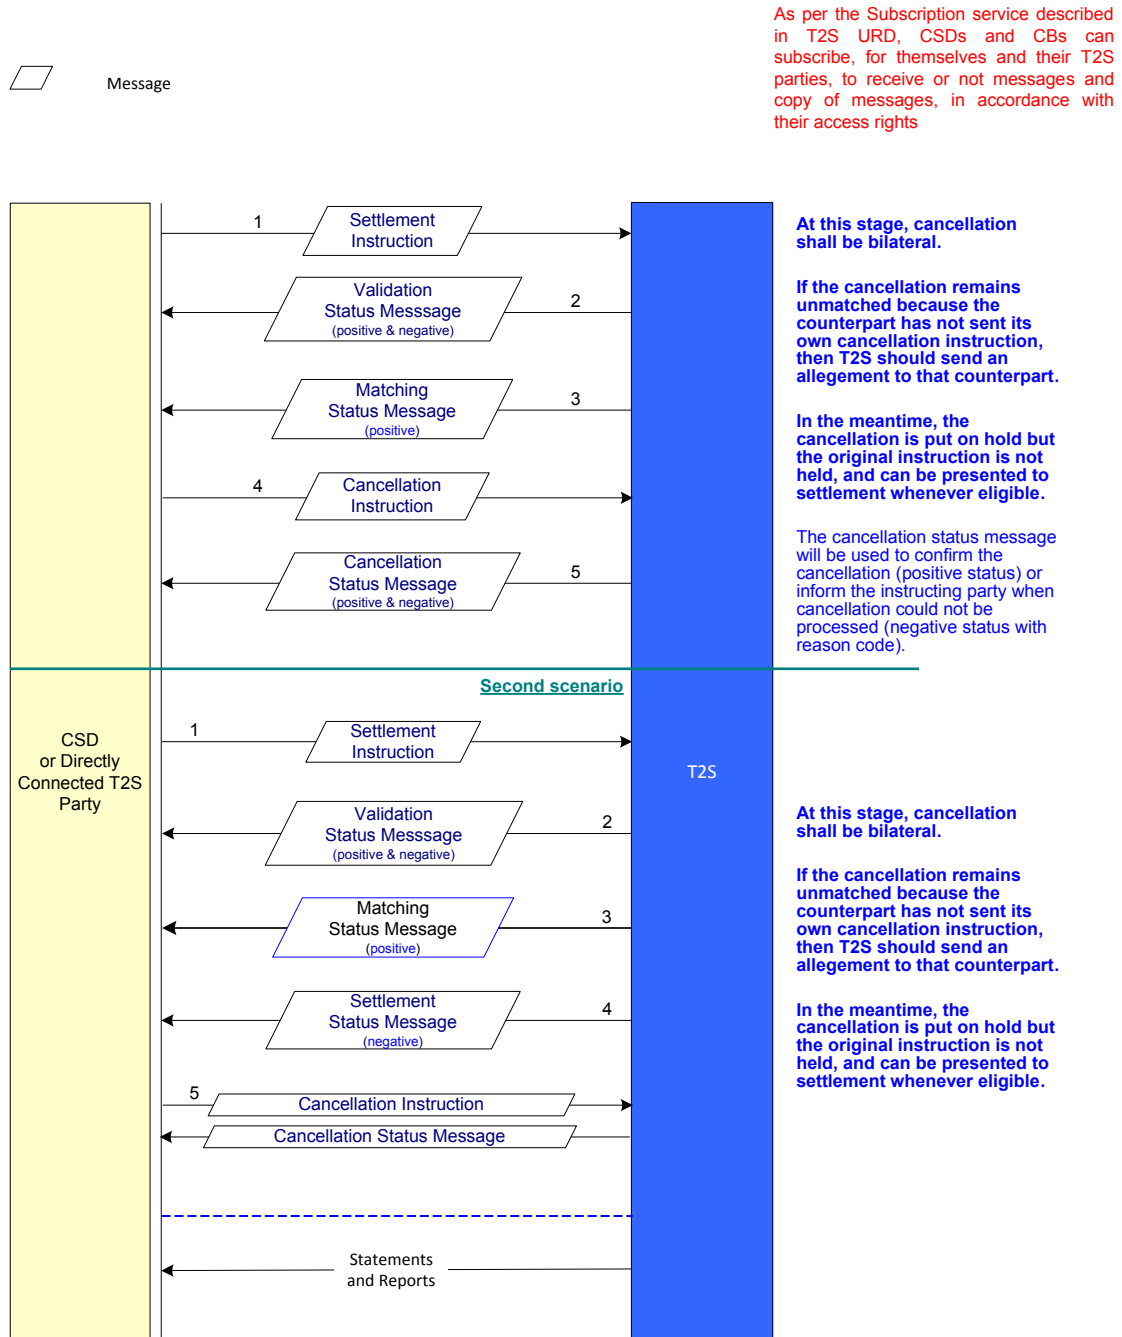 As per the Subscription service described
in T2S URD, CSDs and CBs can
subscribe, for themselves and their T2S
parties, to receive or not messages and
copy of messages, in accordance with
their access rights
Message
1
Settlement
Instruction
At this stage, cancellation
shall be bilateral.
Validation
Status Messsage
(positive & negative)
2
If the cancellation remains
unmatched because the
counterpart has not sent its
own cancellation instruction,
then T2S should send an
allegement to that counterpart.
Matching
Status Message
(positive)
3
In the meantime, the
cancellation is put on hold but
the original instruction is not
held, and can be presented to
settlement whenever eligible.
4
Cancellation
Instruction
Cancellation
Status Message
(positive & negative)
5
The cancellation status message
will be used to confirm the
cancellation (positive status) or
inform the instructing party when
cancellation could not be
processed (negative status with
reason code).
Second scenario
CSD
or Directly
Connected T2S
Party
1
Settlement
Instruction
T2S
Validation
Status Messsage
(positive & negative)
2
At this stage, cancellation
shall be bilateral.
Matching
Status Message
(positive)
3
If the cancellation remains
unmatched because the
counterpart has not sent its
own cancellation instruction,
then T2S should send an
allegement to that counterpart.
Settlement
Status Message
(negative)
4
In the meantime, the
cancellation is put on hold but
the original instruction is not
held, and can be presented to
settlement whenever eligible.
5
Cancellation Instruction
Cancellation Status Message
Statements
and Reports